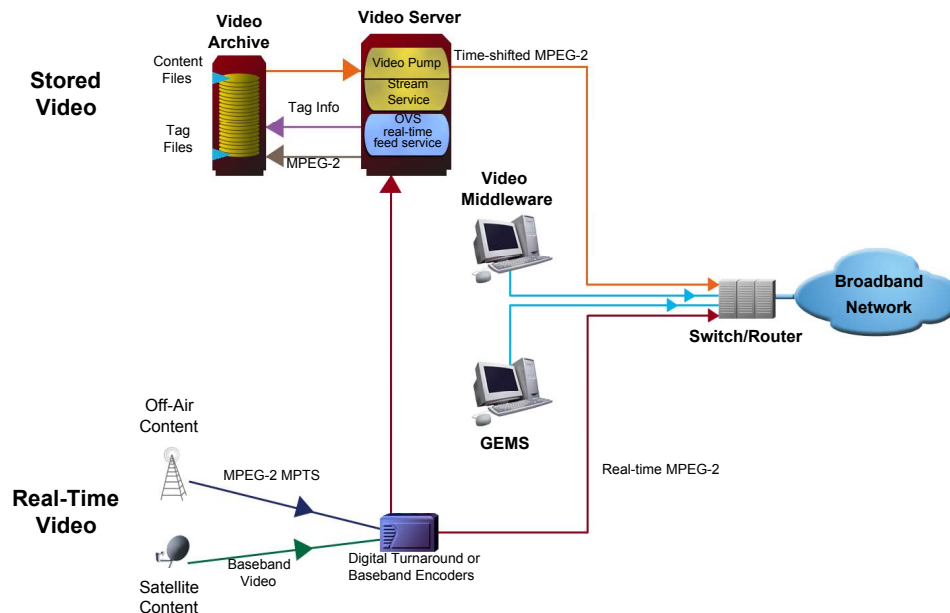 Video
Archive
Video Server
Content
Files
Video Pump
Time-shifted MPEG-2
Stored
Video
Stream
Service
Tag Info
OVS
real-time
feed service
Tag
Files
MPEG-2
Video
Middleware
Broadband
Network
Switch/Router
Off-Air
Content
GEMS
MPEG-2 MPTS
Real-time MPEG-2
Real-Time
Video
Baseband
Video
Digital Turnaround or
Baseband Encoders
Satellite
Content